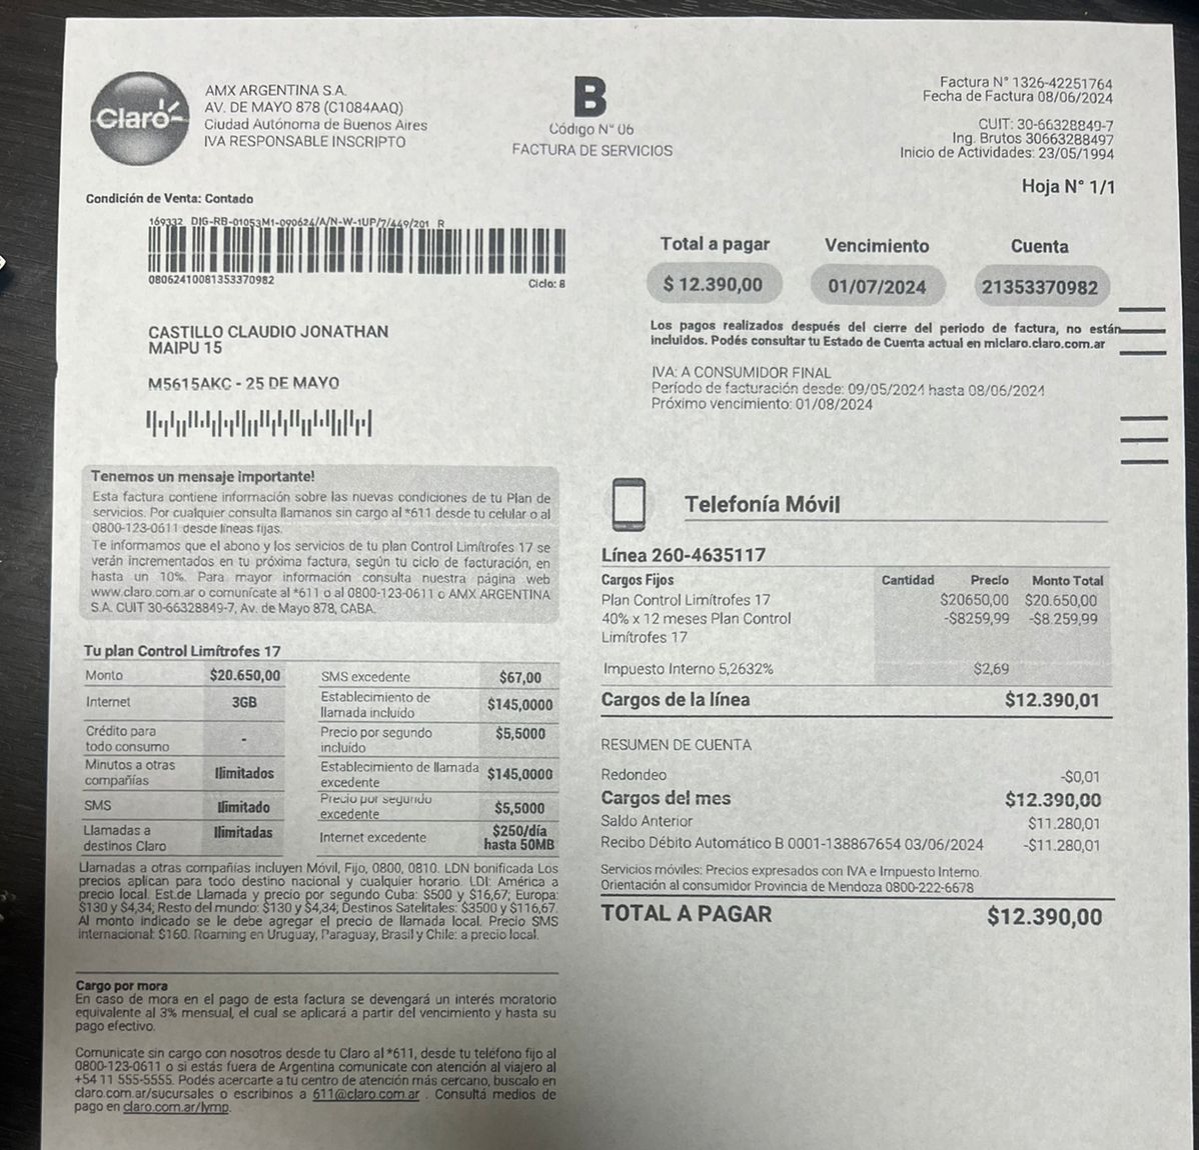 Claro
AMX ARGENTINA S.A.
AV. DE MAYO 878 (C1084AAQ)
Ciudad Autónoma de Buenos Aires
IVA RESPONSABLE INSCRIPTO
B
Código N° 06
FACTURA DE SERVICIOS
Factura N° 1326-42251764
Fecha de Factura 08/06/2024
CUIT: 30-66328849-7
Ing. Brutos 30663288497
Inicio de Actividades: 23/05/1994
Hoja N° 1/1
Condición de Venta: Contado
169332 DIG-RB-01053M1-090624/A/N-W-1UP/7/449/201 R
08062410081353370982
Ciclo: 8
Total a pagar Vencimiento Cuenta
$ 12.390,00 01/07/2024 21353370982
Los pagos realizados después del cierre del periodo de factura, no están
incluidos. Podés consultar tu Estado de Cuenta actual en miclaro.claro.com.ar
CASTILLO CLAUDIO JONATHAN
MAIPU 15
M5615AKC - 25 DE MAYO
IVA: A CONSUMIDOR FINAL
Período de facturación desde: 09/05/2024 hasta 08/06/2024
Próximo vencimiento: 01/08/2024
Tenemos un mensaje importante!
Esta factura contiene información sobre las nuevas condiciones de tu Plan de
servicios. Por cualquier consulta llamanos sin cargo al *611 desde tu celular o al
0800-123-0611 desde líneas fijas.
Te informamos que el abono y los servicios de tu plan Control Limítrofes 17 se
verán incrementados en tu próxima factura, según tu ciclo de facturación, en
hasta un 10%. Para mayor información consulta nuestra página web
www.claro.com.ar o comunícate al *611 o al 0800-123-0611 o AMX ARGENTINA
S.A. CUIT 30-66328849-7, Av. de Mayo 878, CABA.
Tu plan Control Limítrofes 17
Monto $20.650,00
Internet 3GB
Crédito para
todo consumo -
Minutos a otras
compañías Ilimitados
SMS Ilimitado
Llamadas a
destinos Claro Ilimitadas
SMS excedente $67,00
Establecimiento de
llamada incluido $145,0000
Precio por segundo
incluído $5,5000
Establecimiento de llamada
excedente $145,0000
Precio por segundo
excedente $5,5000
Internet excedente $250/día
hasta 50MB
Llamadas a otras compañías incluyen Móvil, Fijo, 0800, 0810. LDN bonificada Los
precios aplican para todo destino nacional y cualquier horario. LDI: América a
precio local. Est.de Llamada y precio por segundo Cuba: $500 y $16,67; Europa:
$130 y $4,34; Resto del mundo: $130 y $4,34; Destinos Satelitales: $3500 y $116,67.
Al monto indicado se le debe agregar el precio de llamada local. Precio SMS
Internacional: $160. Roaming en Uruguay, Paraguay, Brasil y Chile: a precio local.
Cargo por mora
En caso de mora en el pago de esta factura se devengará un interés moratorio
equivalente al 3% mensual, el cual se aplicará a partir del vencimiento y hasta su
pago efectivo.
Comunicate sin cargo con nosotros desde tu Claro al *611, desde tu teléfono fijo al
0800-123-0611 o si estás fuera de Argentina comunicate con atención al viajero al
+54 11 555-5555. Podés acercarte a tu centro de atención más cercano, buscalo en
claro.com.ar/sucursales o escribinos a 611@claro.com.ar . Consultá medios de
pago en claro.com.ar/lymp.
Telefonía Móvil
Línea 260-4635117
Cargos Fijos Cantidad Precio Monto Total
Plan Control Limítrofes 17 $20650,00 $20.650,00
40% x 12 meses Plan Control -$8259,99 -$8.259,99
Limítrofes 17
Impuesto Interno 5,2632% $2,69
Cargos de la línea $12.390,01
RESUMEN DE CUENTA
Redondeo -$0,01
Cargos del mes $12.390,00
Saldo Anterior $11.280,01
Recibo Débito Automático B 0001-138867654 03/06/2024 -$11.280,01
Servicios móviles: Precios expresados con IVA e Impuesto Interno.
Orientación al consumidor Provincia de Mendoza 0800-222-6678
TOTAL A PAGAR $12.390,00